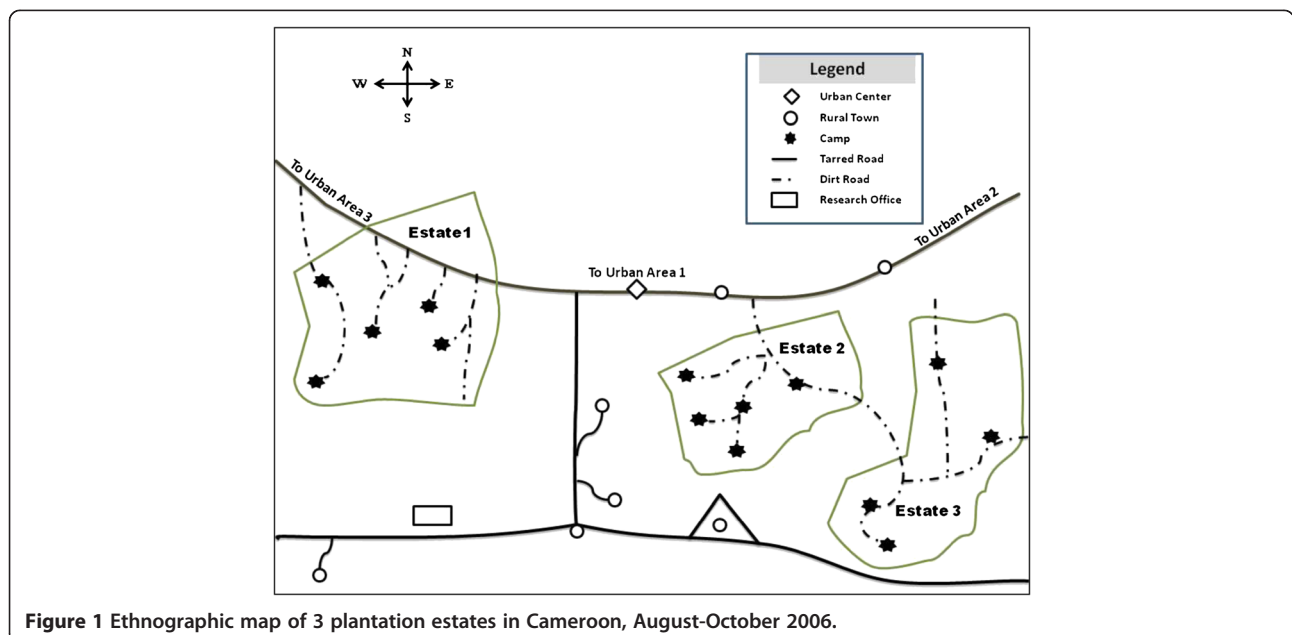 N
W E
S
Legend
Urban Center
Rural Town
Camp
Tarred Road
Dirt Road
Research Office
To Urban Area 3
Estate1
To Urban Area 1
To Urban Area 2
Estate 2
Estate 3
Figure 1 Ethnographic map of 3 plantation estates in Cameroon, August-October 2006.